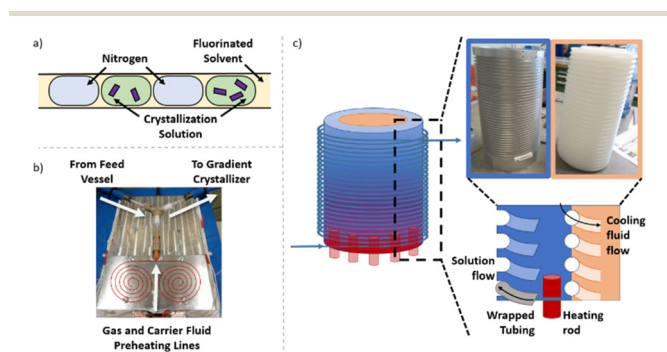 a)
Nitrogen
Fluorinated
Solvent
Crystallization
Solution
b)
From Feed
Vessel
To Gradient
Crystallizer
Gas and Carrier Fluid
Preheating Lines
c)
Cooling
fluid
flow
Solution
flow
Wrapped
Tubing
Heating
rod